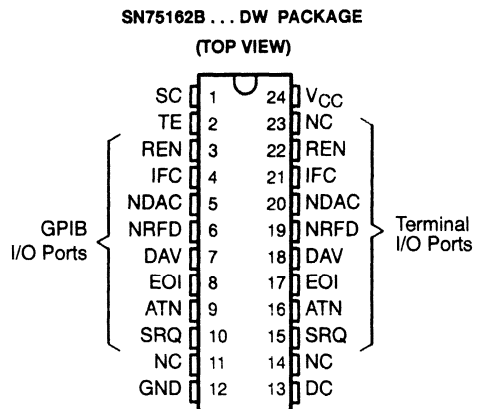 SN75162B . . . DW PACKAGE
(TOP VIEW)
SC 1 24 VCC
TE 2 23 NC
REN 3 22 REN
IFC 4 21 IFC
NDAC 5 20 NDAC
NRFD 6 19 NRFD
DAV 7 18 DAV
EOI 8 17 EOI
ATN 9 16 ATN
SRQ 10 15 SRQ
NC 11 14 NC
GND 12 13 DC
GPIB
I/O Ports
Terminal
I/O Ports